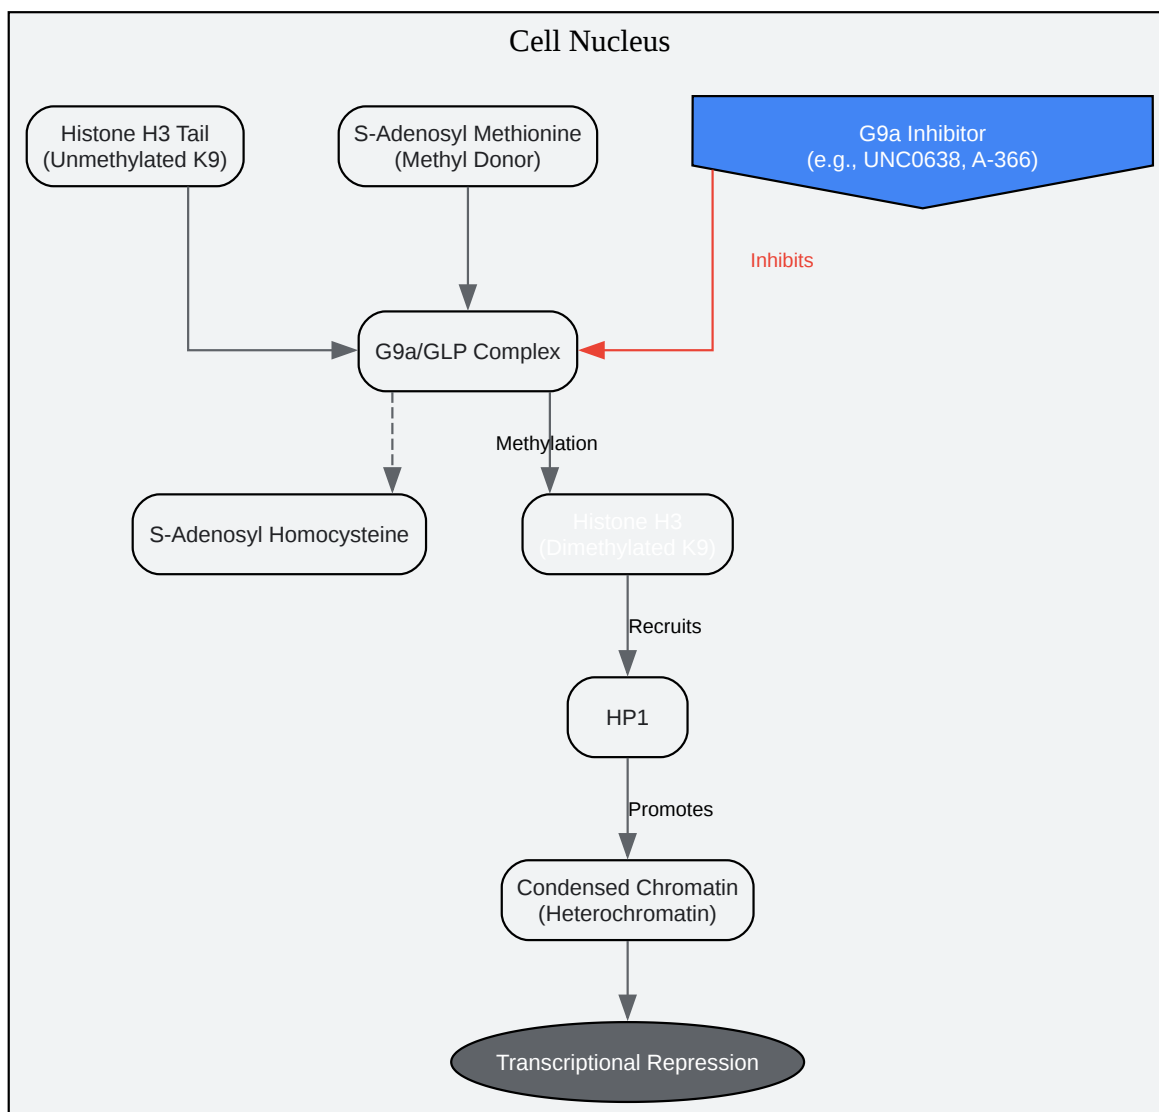 Cell Nucleus
Histone H3 Tail
(Unmethylated K9)
S-Adenosyl Methionine
(Methyl Donor)
G9a Inhibitor
(e.g., UNC0638, A-366)
Inhibits
G9a/GLP Complex
Methylation
S-Adenosyl Homocysteine
Histone H3
(Dimethylated K9)
Recruits
HP1
Promotes
Condensed Chromatin
(Heterochromatin)
Transcriptional Repression